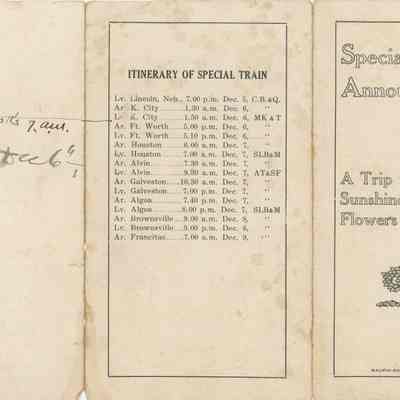 7 am.
Dec 6"
ITINERARY OF SPECIAL TRAIN
Lv. Lincoln, Neb., 7.00 p.m. Dec. 5, C.B.&Q.
Ar. K. City 1.30 a.m. Dec. 6, "
Lv. K. City 1.50 a.m. Dec. 6, MK&T
Ar. Ft. Worth 5.00 p.m. Dec. 6, "
Lv. Ft. Worth 5.10 p.m. Dec. 6, "
Ar. Houston 6.00 a.m. Dec. 7, "
Lv. Houston 7.00 a.m. Dec. 7, SLB&M
Ar. Alvin 7.30 a.m. Dec. 7, "
Lv. Alvin 9.30 a.m. Dec. 7, AT&SF
Ar. Galveston 10.30 a.m. Dec. 7, "
Lv. Galveston 7.00 p.m. Dec. 7, "
Ar. Algoa 7.40 p.m. Dec. 7, "
Lv. Algoa 8.00 p.m. Dec. 7, SLB&M
Ar. Brownsville 9.00 a.m. Dec. 8, "
Lv. Brownsville 5.00 p.m. Dec. 8, "
Ar. Francitas 7.00 a.m. Dec. 9, "
Specia
Annou
A Trip
Sunshine
Flowers